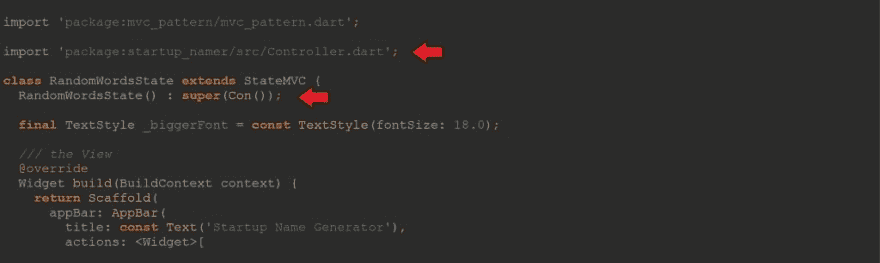 import 'package:mvc_pattern/mvc_pattern.dart';
import 'package:startup_namer/src/Controller.dart';
class RandomWordsState extends StateMVC {
RandomWordsState() : super(Con());
final TextStyle _biggerFont = const TextStyle(fontSize: 18.0);
/// the View
@override
Widget build(BuildContext context) {
return Scaffold(
appBar: AppBar(
title: const Text('Startup Name Generator'),
actions: <Widget>[